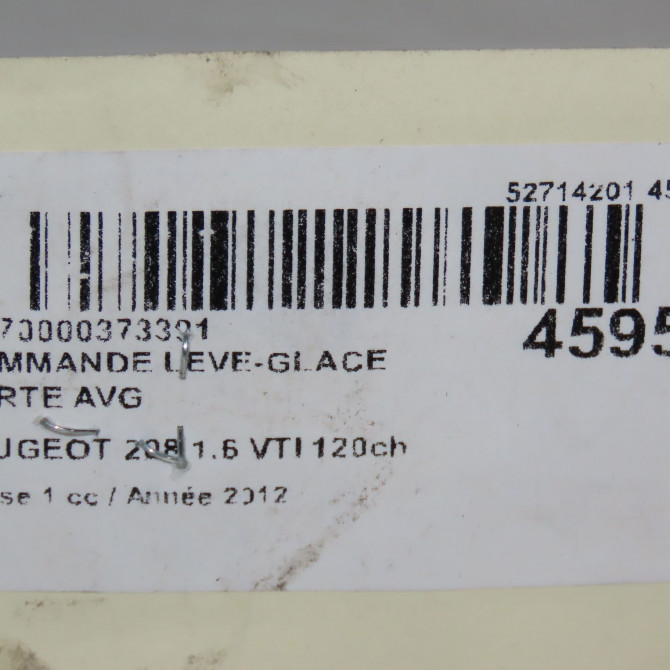 52714201 45
70000373391
4595
MMANDE LEVE-GLACE
RTE AVG
UGEOT 208 1.6 VTI 120ch
se 1 cc / Année 2012